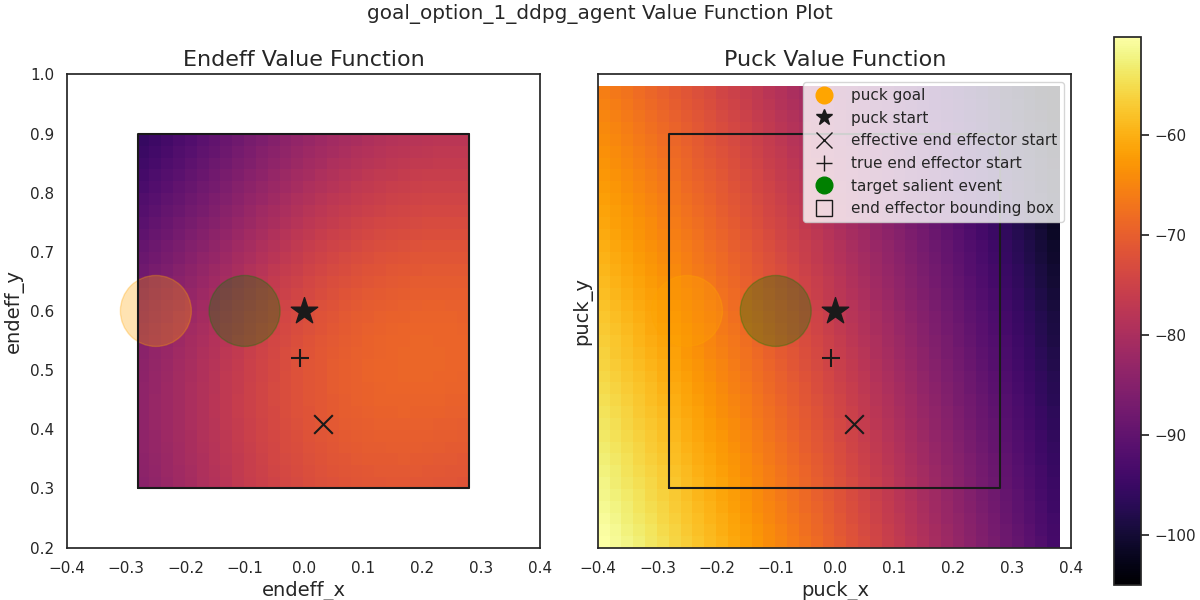 goal_option_1_ddpg_agent Value Function Plot
Endeff Value Function
Puck Value Function
1.0
0.9
0.8
0.7
0.6
0.5
0.4
0.3
0.2
endeff_y
−0.4 −0.3 −0.2 −0.1 0.0 0.1 0.2 0.3 0.4
endeff_x
puck_y
puck goal
puck start
effective end effector start
true end effector start
target salient event
end effector bounding box
−0.4 −0.3 −0.2 −0.1 0.0 0.1 0.2 0.3 0.4
puck_x
−60
−70
−80
−90
−100